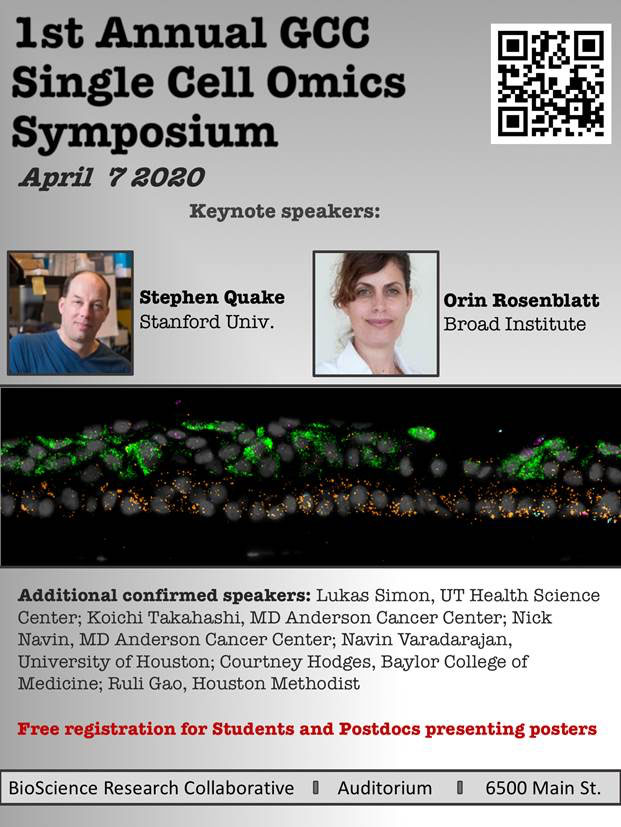 1st Annual GCC
Single Cell Omics
Symposium
April 7 2020
Keynote speakers:
Stephen Quake
Stanford Univ.
Orin Rosenblatt
Broad Institute
Additional confirmed speakers: Lukas Simon, UT Health Science
Center; Koichi Takahashi, MD Anderson Cancer Center; Nick
Navin, MD Anderson Cancer Center; Navin Varadarajan,
University of Houston; Courtney Hodges, Baylor College of
Medicine; Ruli Gao, Houston Methodist
Free registration for Students and Postdocs presenting posters
BioScience Research Collaborative Auditorium 6500 Main St.